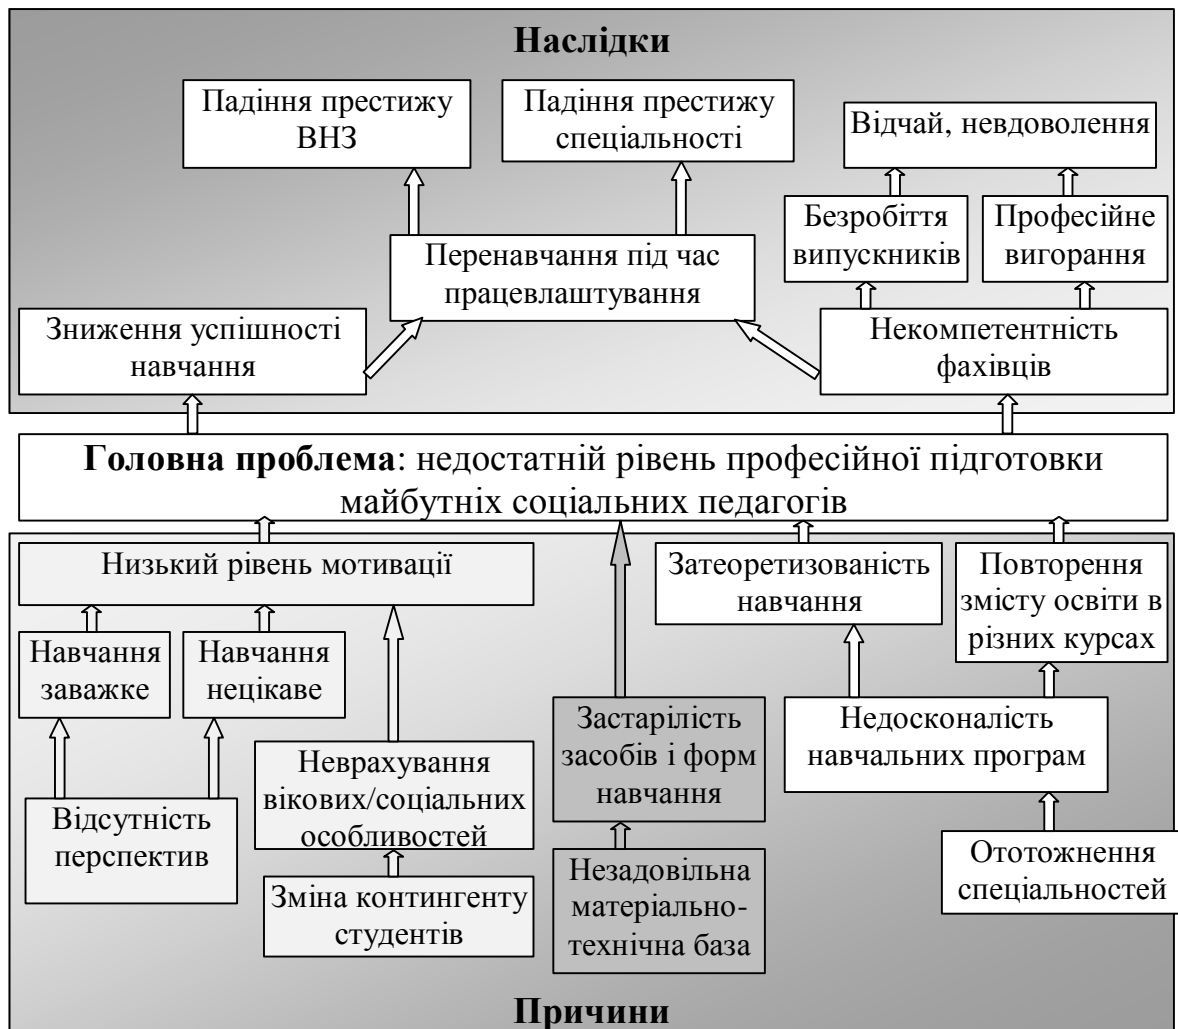 Наслідки
Падіння престижу
ВНЗ
Падіння престижу
спеціальності
Відчай, невдоволення
Безробіття
випускників
Професійне
вигорання
Перенавчання під час
працевлаштування
Зниження успішності
навчання
Некомпетентність
фахівців
Головна проблема: недостатній рівень професійної підготовки
майбутніх соціальних педагогів
Низький рівень мотивації
Затеоретизованість
навчання
Повторення
змісту освіти в
різних курсах
Навчання
заважке
Навчання
нецікаве
Застарілість
засобів і форм
навчання
Недосконалість
навчальних програм
Неврахування
вікових/соціальних
особливостей
Відсутність
перспектив
Ототожнення
спеціальностей
Незадовільна
матеріально-
технічна база
Зміна контингенту
студентів
Причини